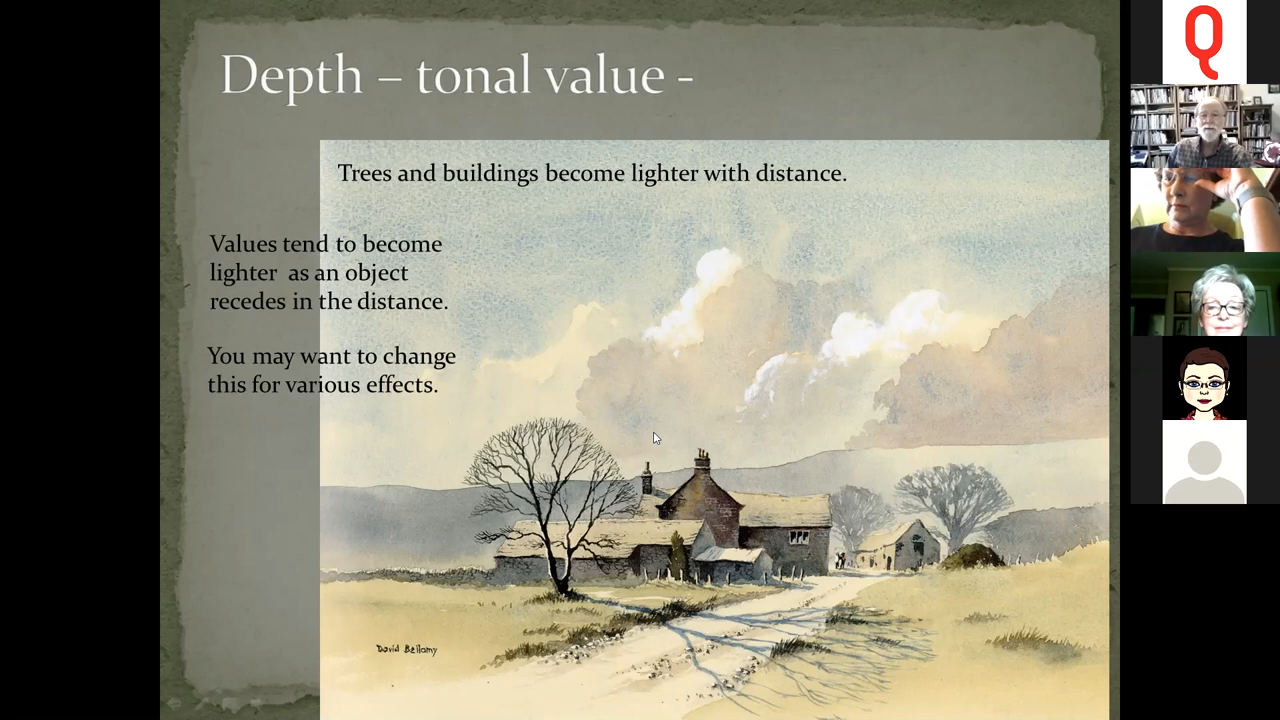 Depth – tonal value -
Trees and buildings become lighter with distance.
Values tend to become
lighter as an object
recedes in the distance.
You may want to change
this for various effects.
David Bellamy
Q